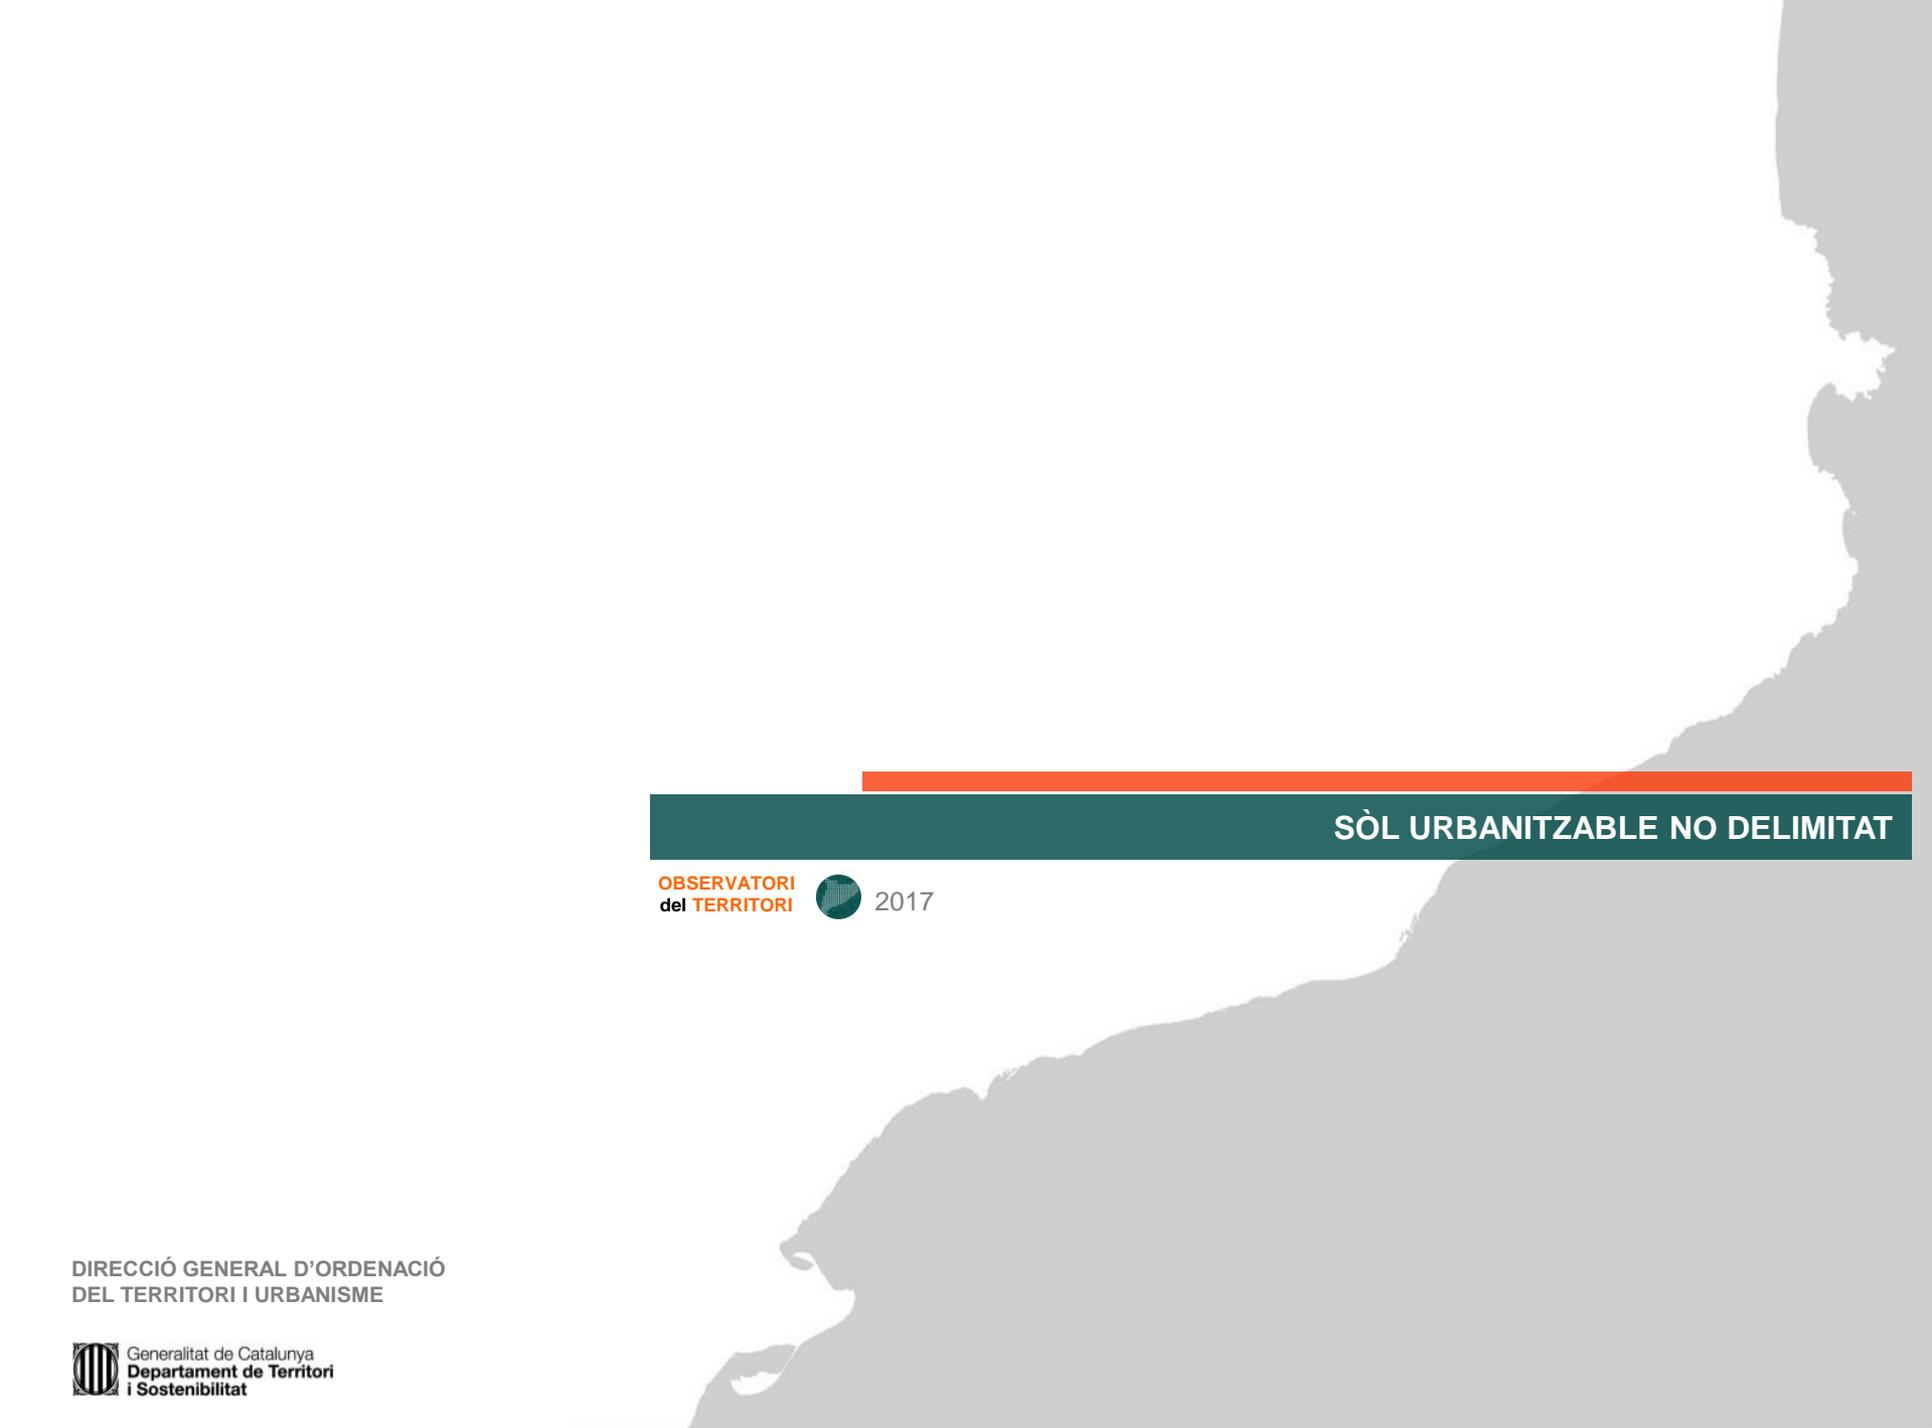 SÒL URBANITZABLE NO DELIMITAT
OBSERVATORI
del TERRITORI
2017
DIRECCIÓ GENERAL D’ORDENACIÓ
DEL TERRITORI I URBANISME
Generalitat de Catalunya
Departament de Territori
i Sostenibilitat